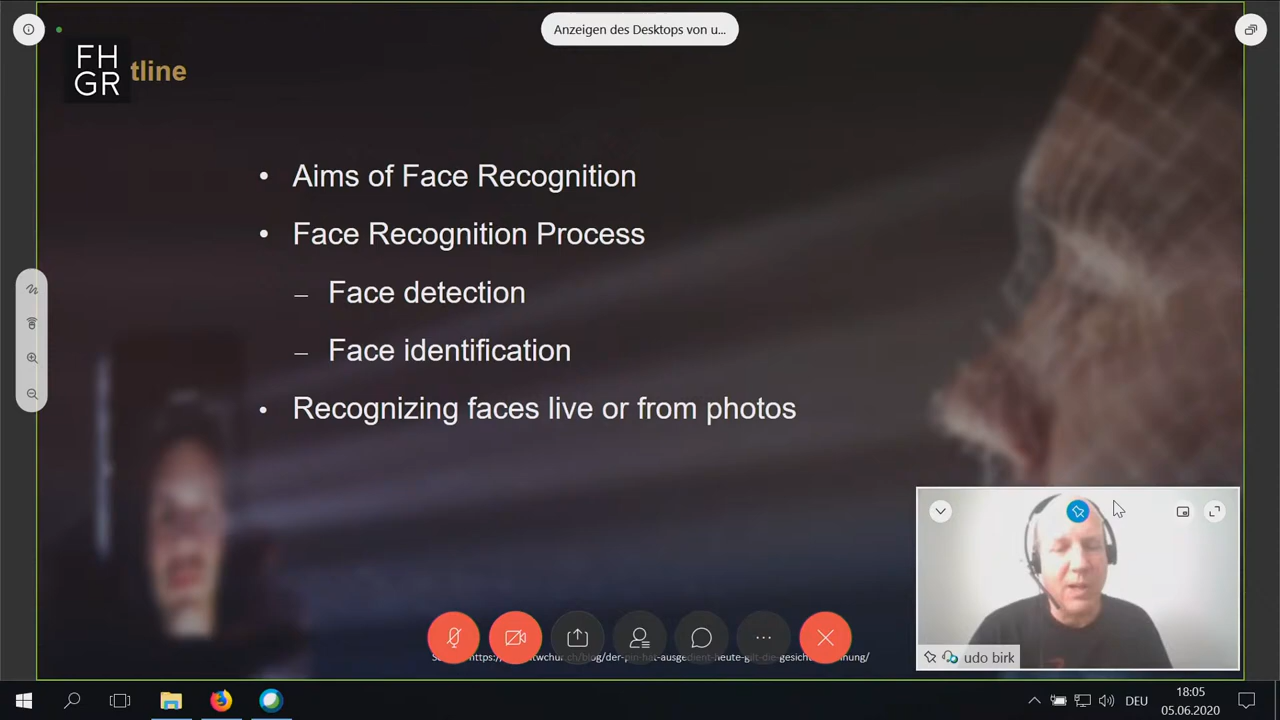 Anzeigen des Desktops von u...
FH
GR
tline
• Aims of Face Recognition
• Face Recognition Process
– Face detection
– Face identification
• Recognizing faces live or from photos
udo birk
DEU
18:05
05.06.2020